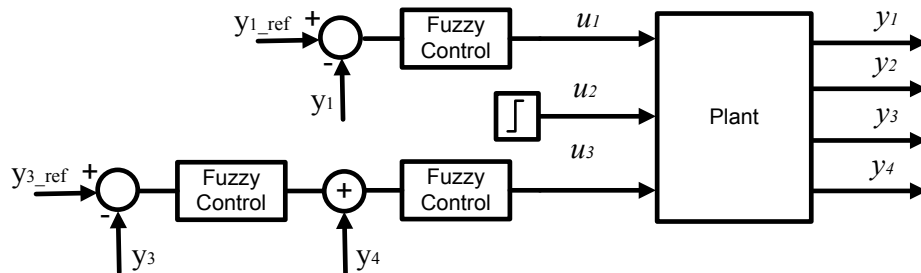 y1_ref
+
-
y1
Fuzzy
Control
u1
u2
u3
Plant
y1
y2
y3
y4
y3_ref
+
-
y3
Fuzzy
Control
+
y4
Fuzzy
Control